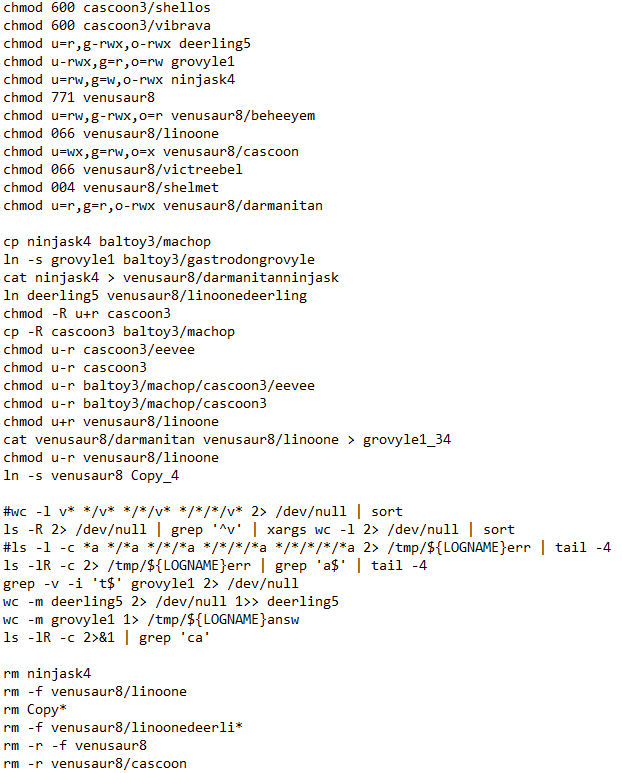 chmod 600 cascoon3/shellos
chmod 600 cascoon3/vibrava
chmod u=r,g-rwx,o-rwx deerling5
chmod u-rwx,g=r,o=rw grovyle1
chmod u=rw,g=w,o-rwx ninjask4
chmod 771 venusaur8
chmod u=rw,g-rwx,o=r venusaur8/beheeyem
chmod 066 venusaur8/linoone
chmod u=wx,g=rw,o=x venusaur8/cascoon
chmod 066 venusaur8/victreebel
chmod 004 venusaur8/shelmet
chmod u=r,g=r,o-rwx venusaur8/darmanitan

cp ninjask4 baltoy3/machop
ln -s grovyle1 baltoy3/gastrodongrovyle
cat ninjask4 > venusaur8/darmanitanninjask
ln deerling5 venusaur8/linoonedeerling
chmod -R u+r cascoon3
cp -R cascoon3 baltoy3/machop
chmod u-r cascoon3/eevee
chmod u-r cascoon3
chmod u-r baltoy3/machop/cascoon3/eevee
chmod u-r baltoy3/machop/cascoon3
chmod u+r venusaur8/linoone
cat venusaur8/darmanitan venusaur8/linoone > grovyle1_34
chmod u-r venusaur8/linoone
ln -s venusaur8 Copy_4

#wc -l v* */v* */*/v* */*/*/v* 2> /dev/null | sort
ls -R 2> /dev/null | grep '^v' | xargs wc -l 2> /dev/null | sort
#ls -l -c *a */*a */*/*a */*/*/*a */*/*/*/*a 2> /tmp/${LOGNAME}err | tail -4
ls -lR -c 2> /tmp/${LOGNAME}err | grep 'a$' | tail -4
grep -v -i 't$' grovyle1 2> /dev/null
wc -m deerling5 2> /dev/null 1>> deerling5
wc -m grovyle1 1> /tmp/${LOGNAME}answ
ls -lR -c 2>&1 | grep 'ca'

rm ninjask4
rm -f venusaur8/linoone
rm Copy*
rm -f venusaur8/linoonedeerli*
rm -r -f venusaur8
rm -r venusaur8/cascoon